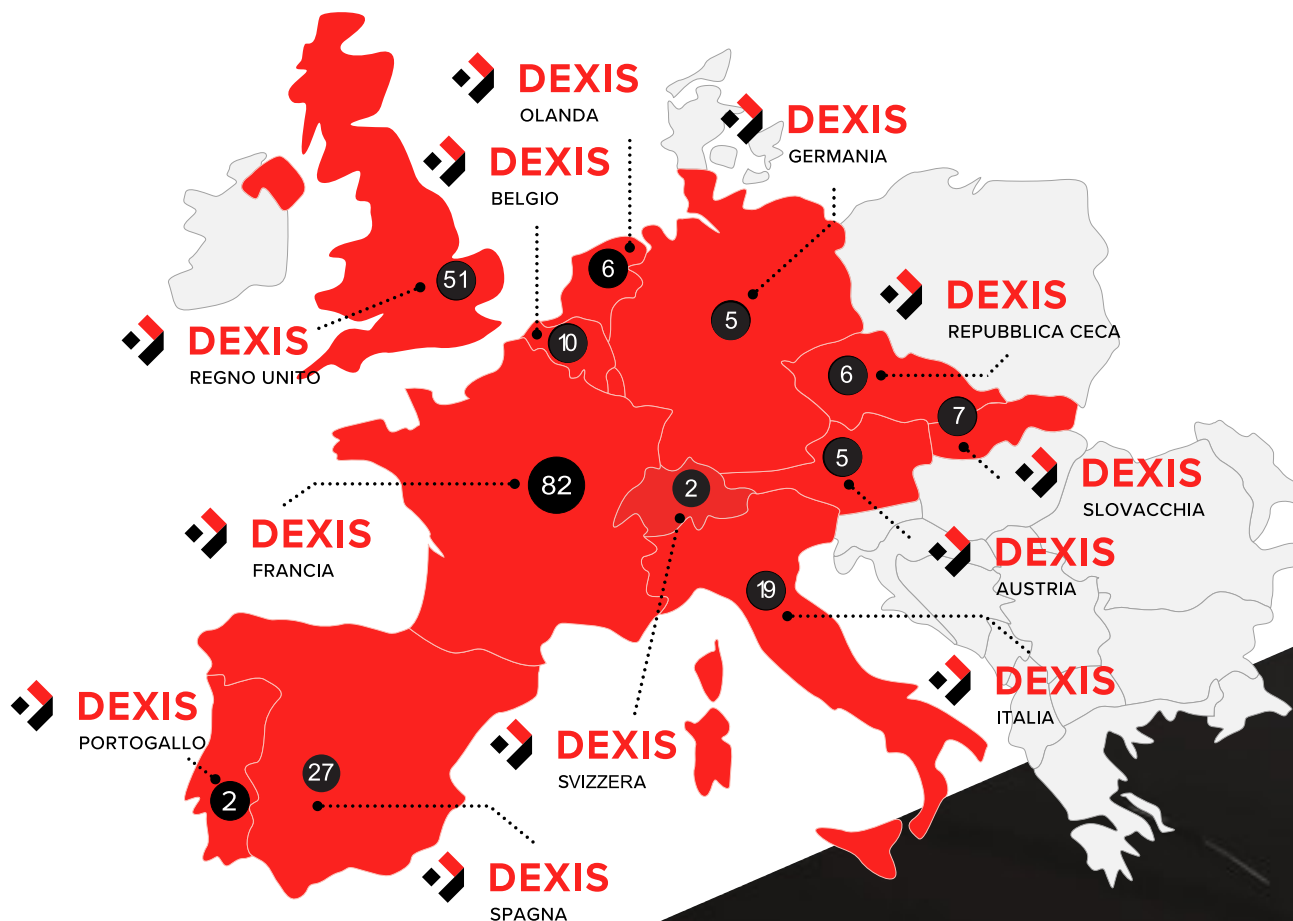 DEXIS
OLANDA
DEXIS
GERMANIA
DEXIS
BELGIO
6
51
DEXIS
REPUBBLICA CECA
5
DEXIS
REGNO UNITO
10
6
7
5
DEXIS
SLOVACCHIA
82
2
DEXIS
FRANCIA
DEXIS
AUSTRIA
19
DEXIS
ITALIA
DEXIS
PORTOGALLO
DEXIS
SVIZZERA
27
2
DEXIS
SPAGNA